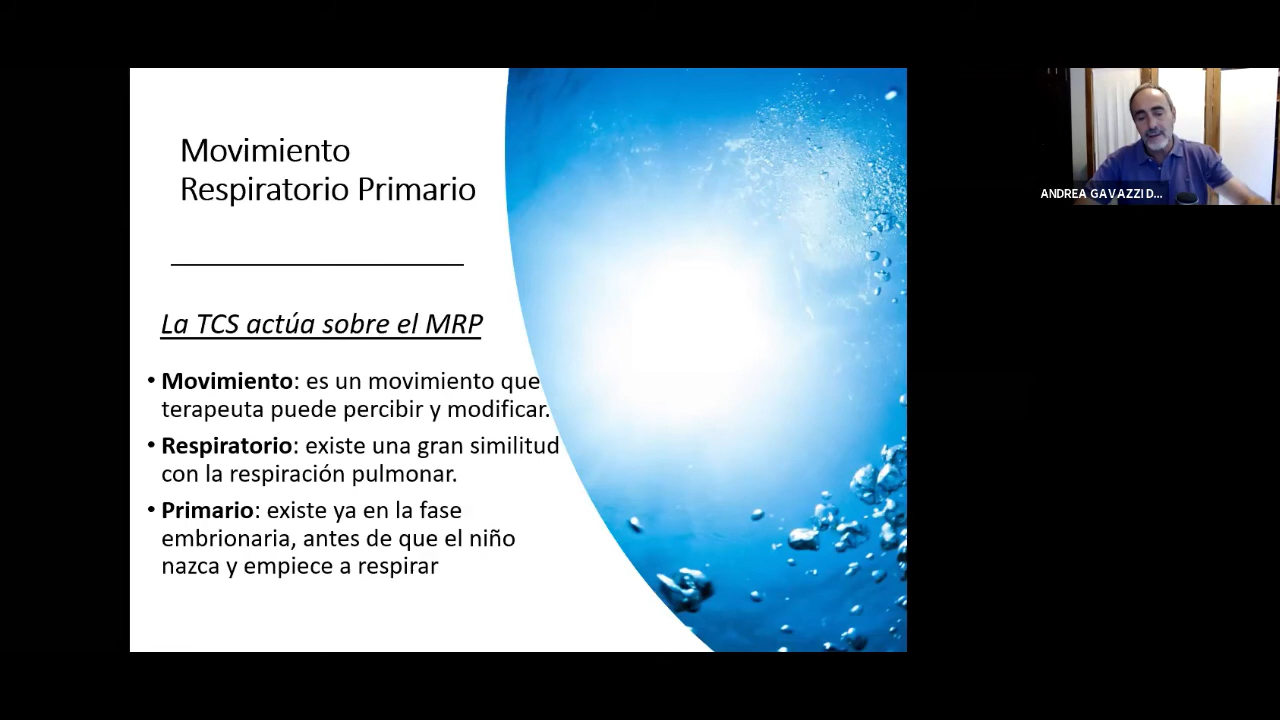 Movimiento
Respiratorio Primario
La TCS actúa sobre el MRP
• Movimiento: es un movimiento que
terapeuta puede percibir y modificar.
• Respiratorio: existe una gran similitud
con la respiración pulmonar.
• Primario: existe ya en la fase
embrionaria, antes de que el niño
nazca y empiece a respirar
ANDREA GAVAZZI D...